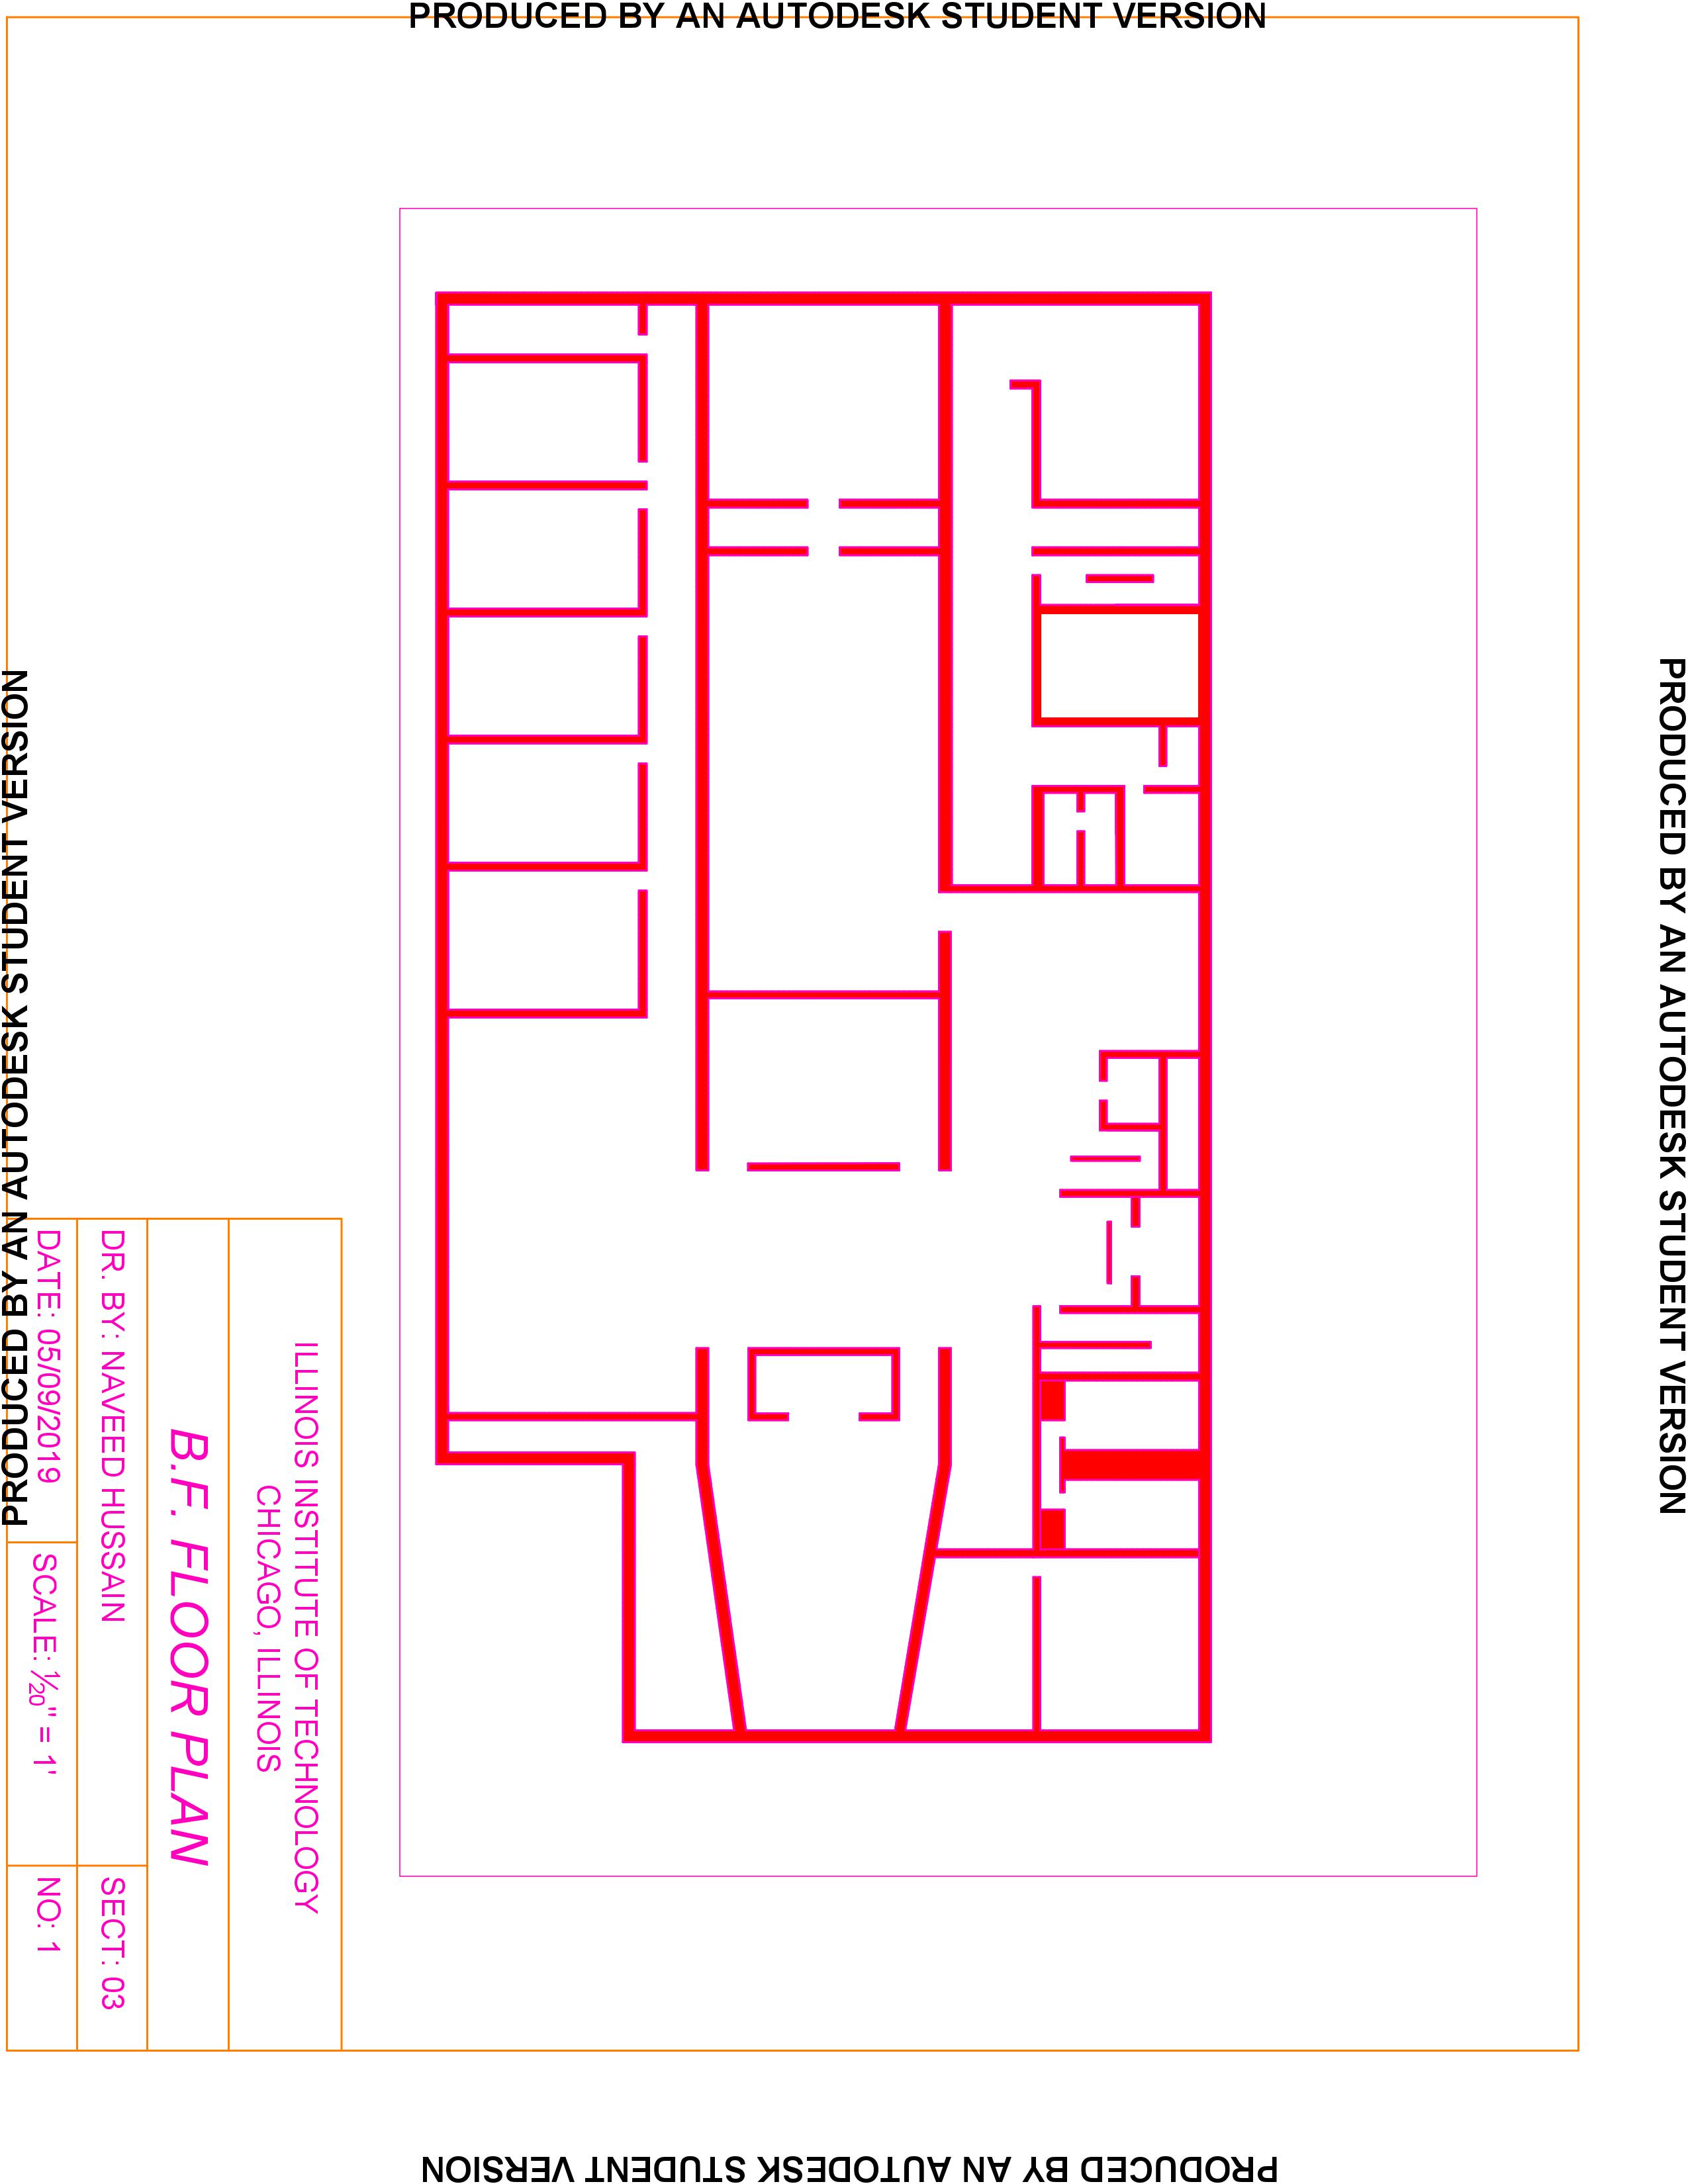 PRODUCED BY AN AUTODESK STUDENT VERSION
PRODUCED BY AN AUTODESK STUDENT VERSION
PRODUCED BY AN AUTODESK STUDENT VERSION
PRODUCED BY AN AUTODESK STUDENT VERSION
ILLINOIS INSTITUTE OF TECHNOLOGY
CHICAGO, ILLINOIS
B.F. FLOOR PLAN
DR. BY: NAVEED HUSSAIN
SECT: 03
DATE: 05/09/2019
SCALE: 1⁄20" = 1'
NO: 1